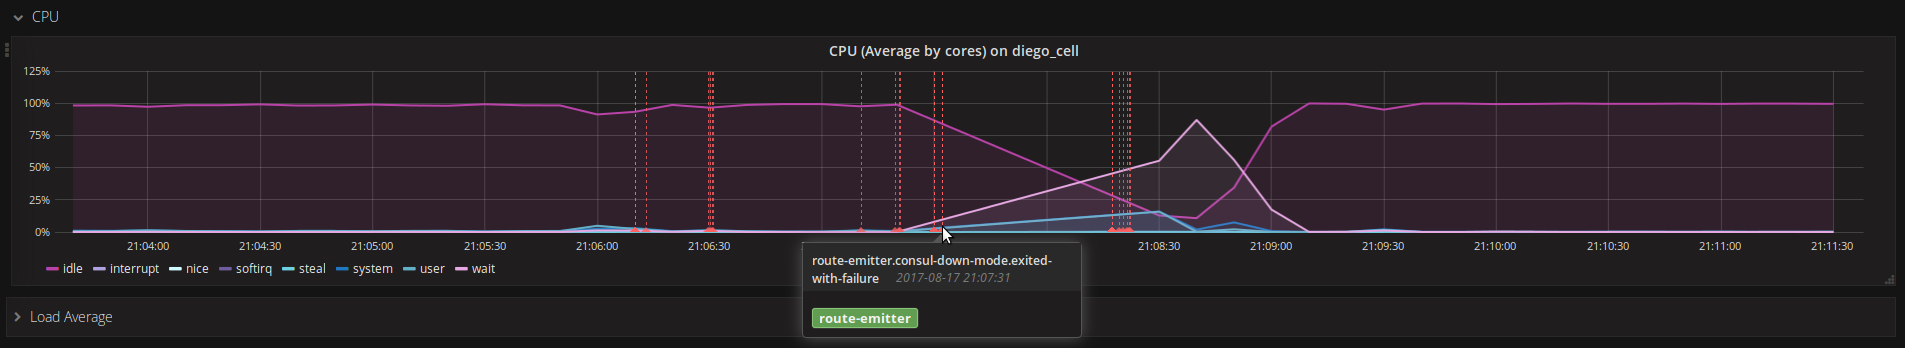 CPU
CPU (Average by cores) on diego_cell
125%
100%
75%
50%
25%
0%
21:04:00 21:04:30 21:05:00 21:05:30 21:06:00 21:06:30 21:08:30 21:09:00 21:09:30 21:10:00 21:10:30 21:11:00 21:11:30
idle interrupt nice softirq steal system user wait
route-emitter.consul-down-mode.exited-
with-failure 2017-08-17 21:07:31
route-emitter
Load Average